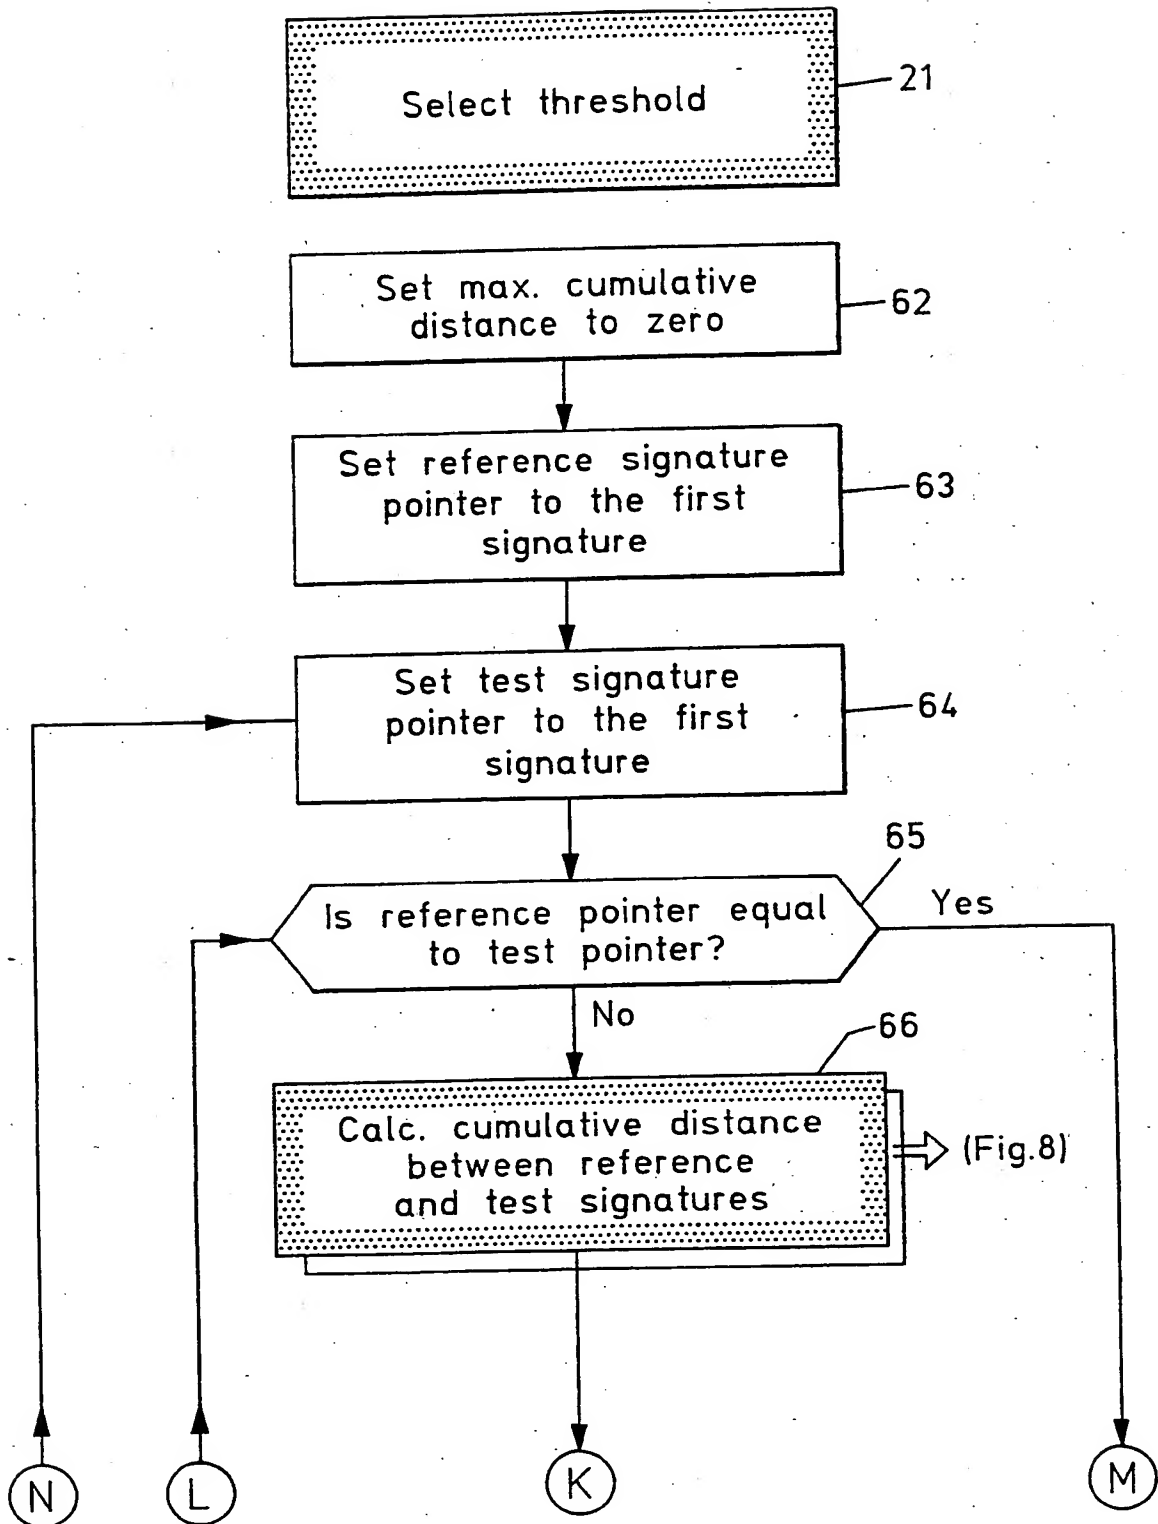 Select threshold
21
Set max. cumulative
distance to zero
62
Set reference signature
pointer to the first
signature
63
Set test signature
pointer to the first
signature
64
65
Is reference pointer equal
to test pointer?
Yes
No
66
Calc. cumulative distance
between reference
and test signatures
(Fig.8)
N
L
K
M